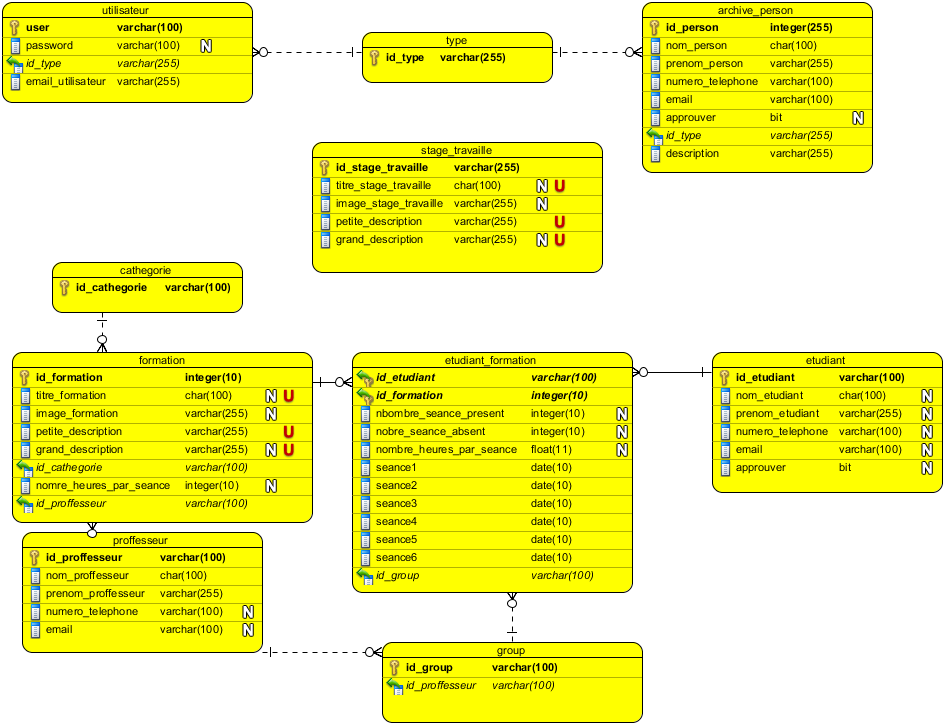 utilisateur
user varchar(100)
password varchar(100) N
id_type varchar(255)
email_utilisateur varchar(255)
type
id_type varchar(255)
archive_person
id_person integer(255)
nom_person char(100)
prenom_person varchar(255)
numero_telephone varchar(100)
email varchar(100)
approuver bit N
id_type varchar(255)
description varchar(255)
stage_travaille
id_stage_travaille varchar(255)
titre_stage_travaille char(100) N U
image_stage_travaille varchar(255) N
petite_description varchar(255) U
grand_description varchar(255) N U
cathegorie
id_cathegorie varchar(100)
formation
id_formation integer(10)
titre_formation char(100) N U
image_formation varchar(255) N
petite_description varchar(255) U
grand_description varchar(255) N U
id_cathegorie varchar(100)
nomre_heures_par_seance integer(10) N
id_proffesseur varchar(100)
etudiant_formation
id_etudiant varchar(100)
id_formation integer(10)
nbombre_seance_present integer(10) N
nobre_seance_absent integer(10) N
nombre_heures_par_seance float(11) N
seance1 date(10)
seance2 date(10)
seance3 date(10)
seance4 date(10)
seance5 date(10)
seance6 date(10)
id_group varchar(100)
etudiant
id_etudiant varchar(100)
nom_etudiant char(100) N
prenom_etudiant varchar(255) N
numero_telephone varchar(100) N
email varchar(100) N
approuver bit N
proffesseur
id_proffesseur varchar(100)
nom_proffesseur char(100)
prenom_proffesseur varchar(255)
numero_telephone varchar(100) N
email varchar(100) N
group
id_group varchar(100)
id_proffesseur varchar(100)